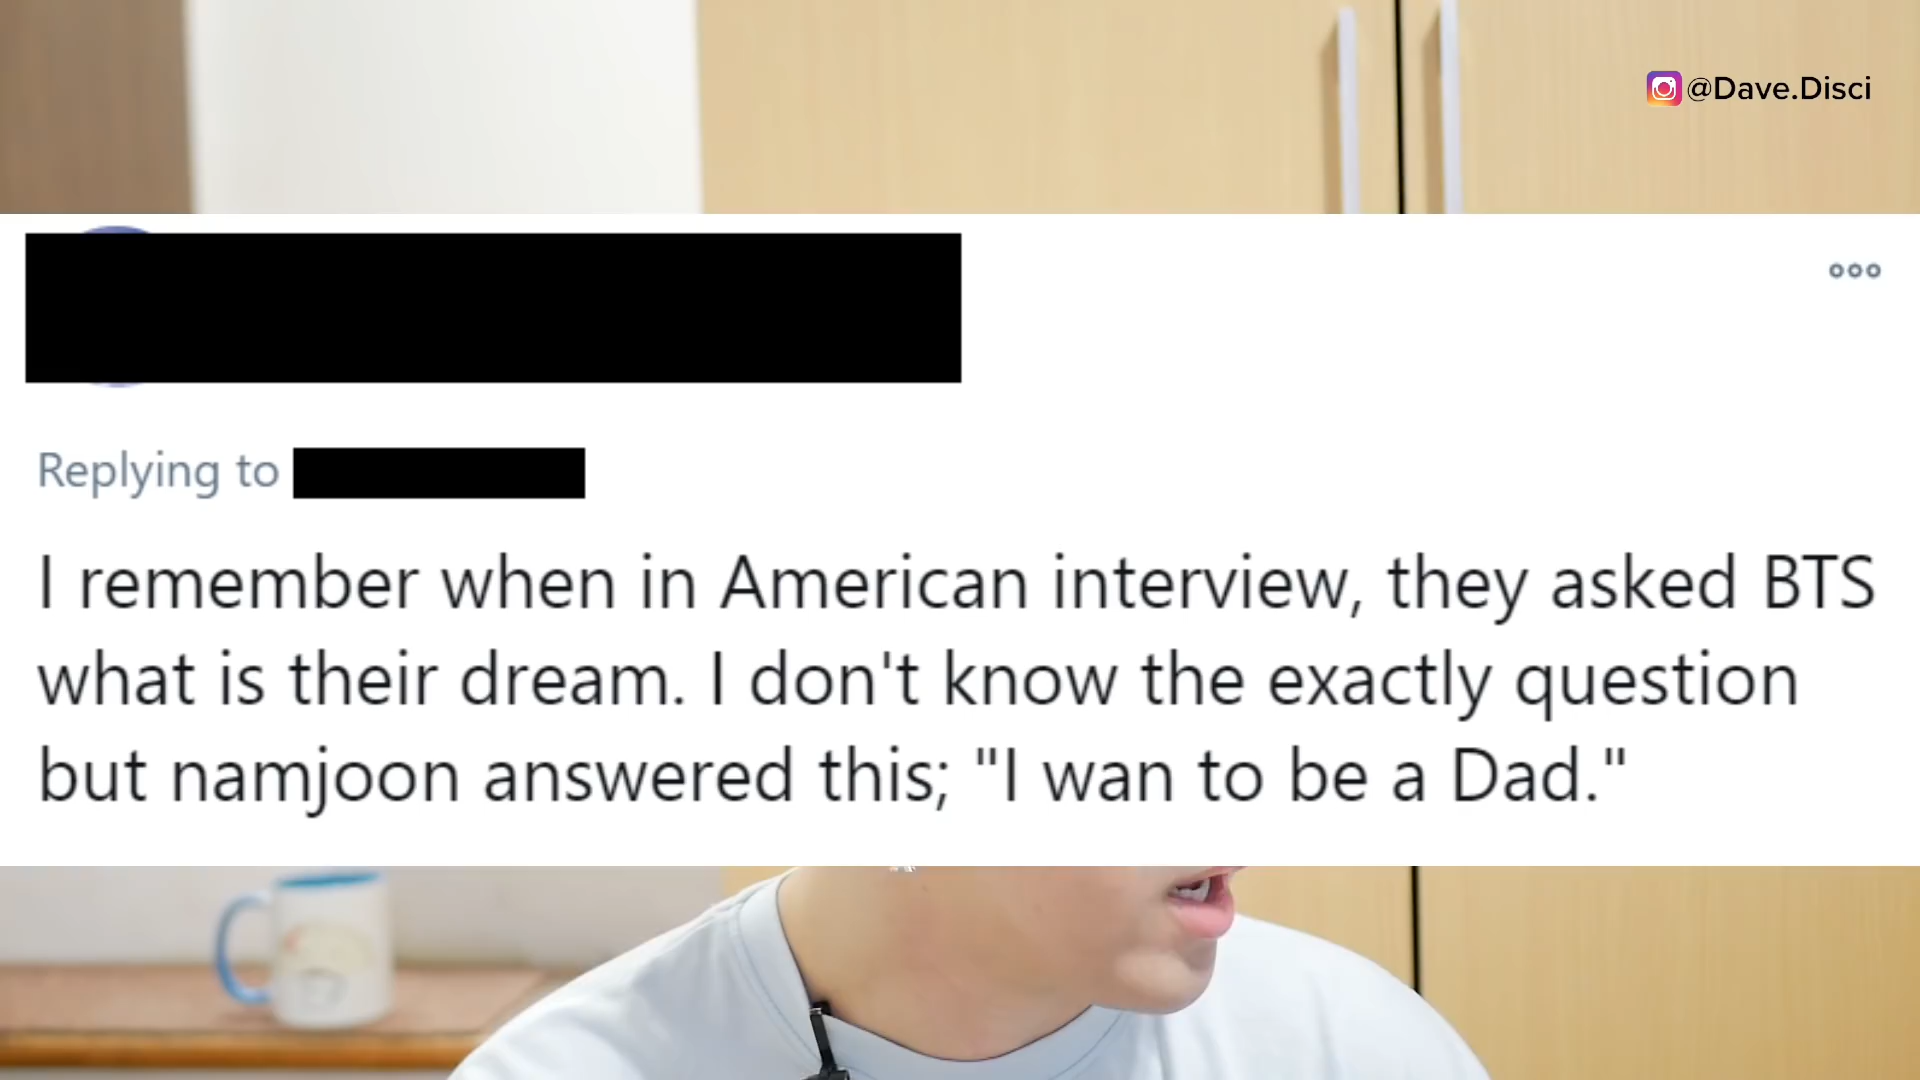 @Dave.Disci
Replying to
I remember when in American interview, they asked BTS
what is their dream. I don't know the exactly question
but namjoon answered this; "I wan to be a Dad."